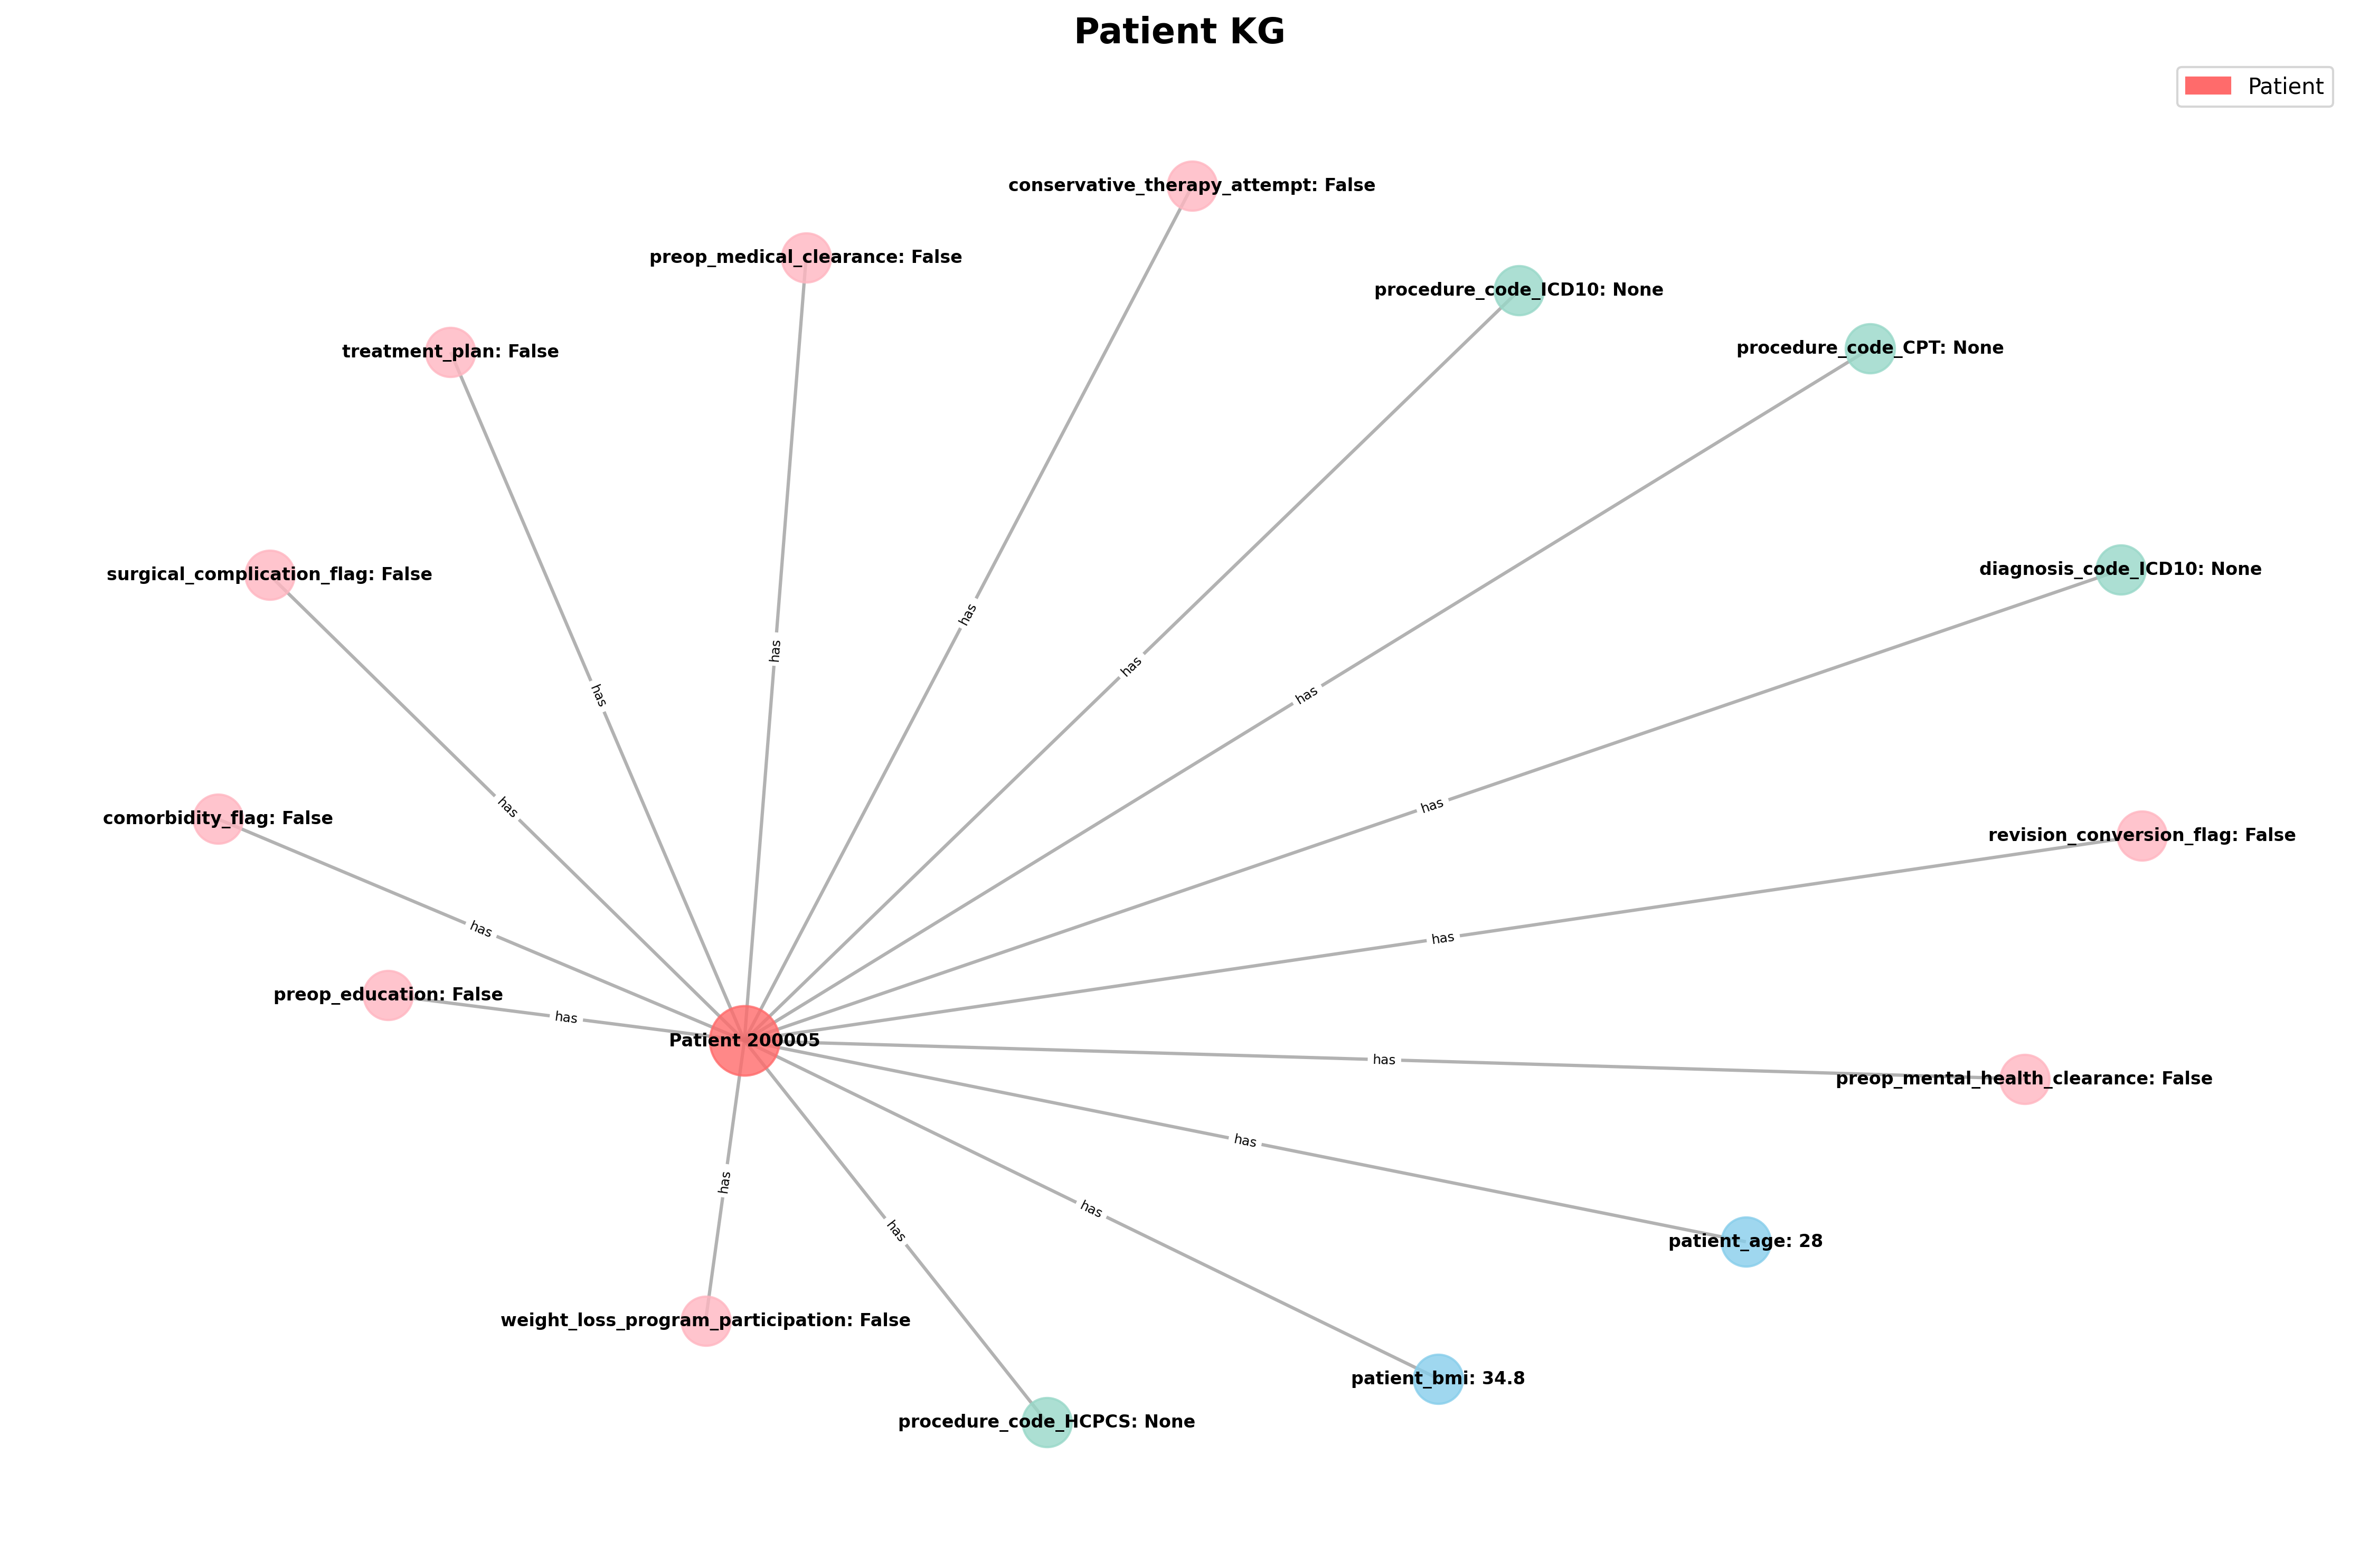 Patient KG
Patient
conservative_therapy_attempt: False
preop_medical_clearance: False
procedure_code_ICD10: None
procedure_code_CPT: None
treatment_plan: False
diagnosis_code_ICD10: None
surgical_complication_flag: False
has
has
has
has
has
has
has
comorbidity_flag: False
revision_conversion_flag: False
has
has
preop_education: False
has
Patient 200005
has
preop_mental_health_clearance: False
has
has
has
has
patient_age: 28
weight_loss_program_participation: False
patient_bmi: 34.8
procedure_code_HCPCS: None